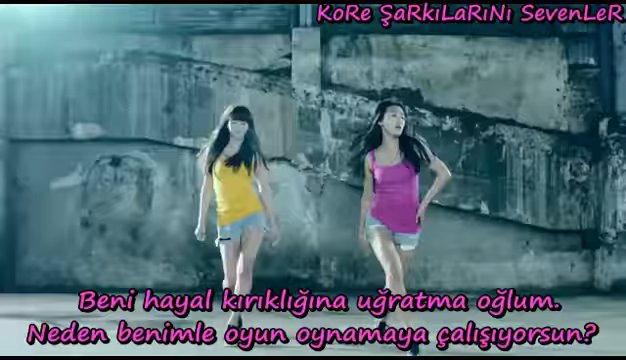 KoRe ŞaRkıLaRıNı SevenLeR
Beni hayal kırıklığına uğratma oğlum.
Neden benimle oyun oynamaya çalışıyorsun?